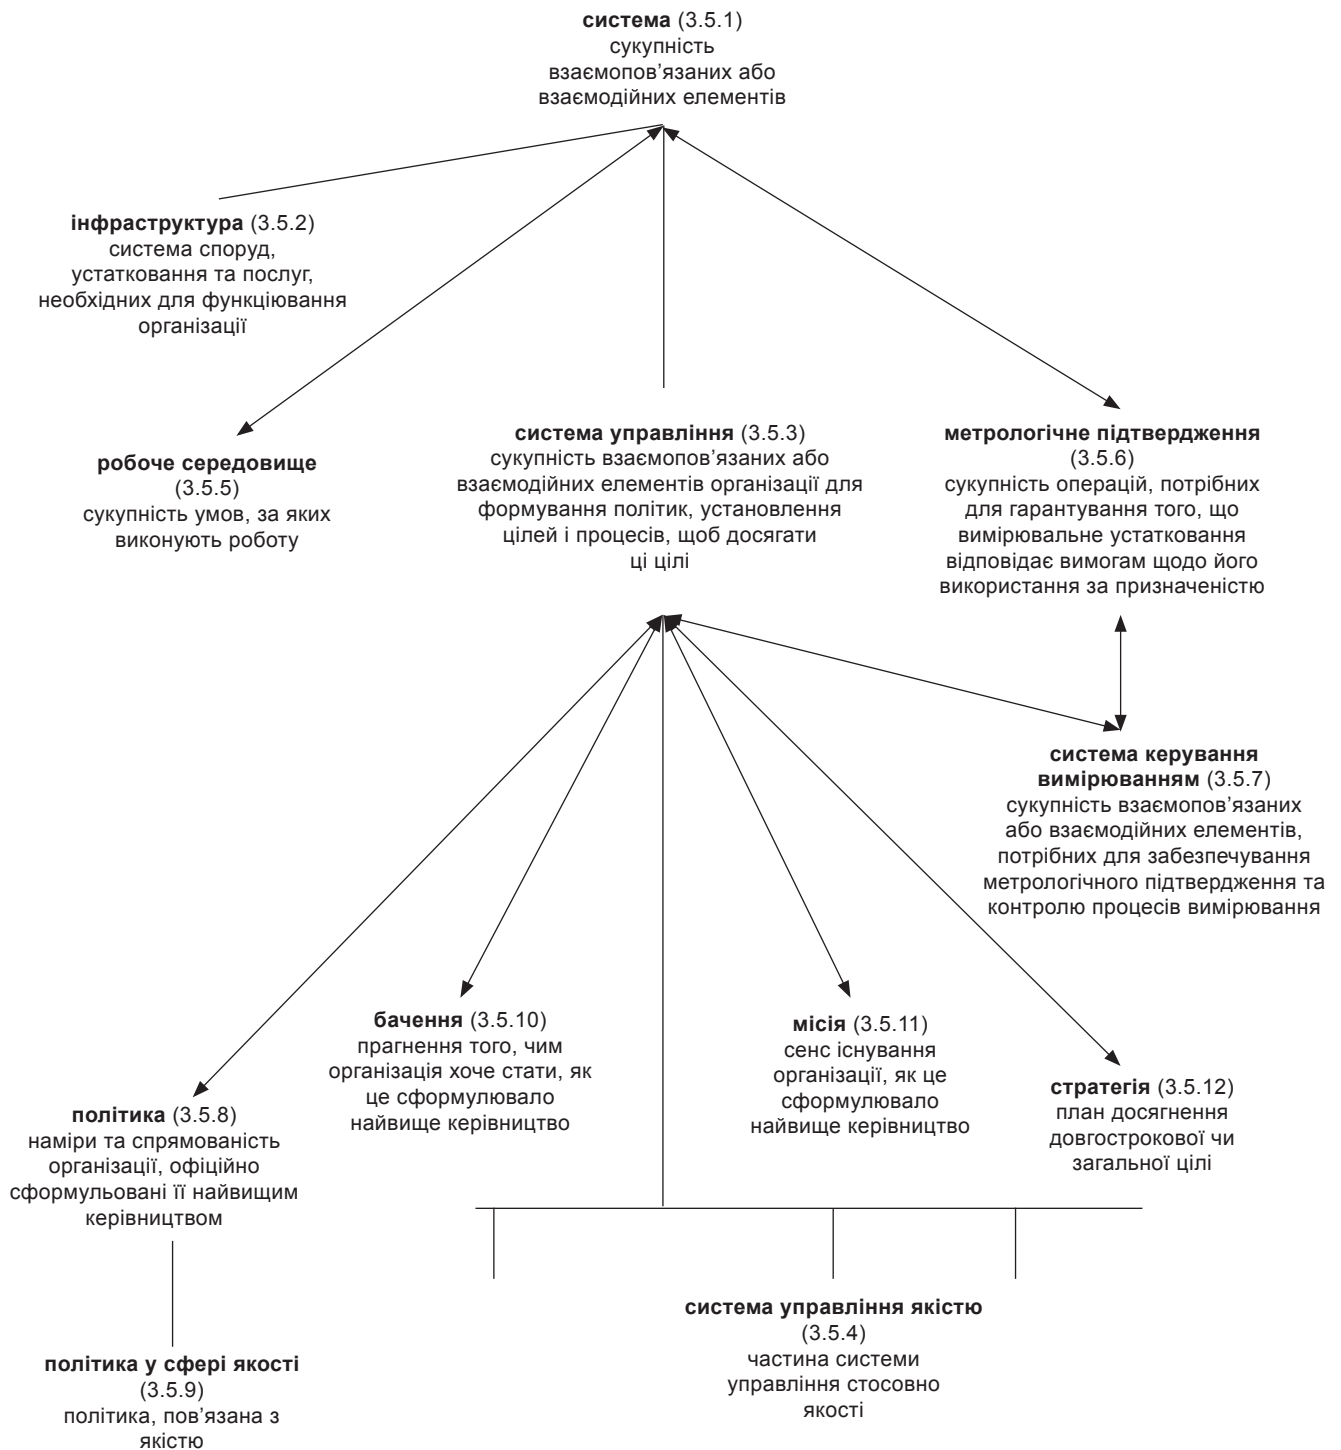 система (3.5.1)
сукупність
взаємопов’язаних або
взаємодійних елементів
інфраструктура (3.5.2)
система споруд,
устатковання та послуг,
необхідних для функціювання
організації
робоче середовище
(3.5.5)
сукупність умов, за яких
виконують роботу
система управління (3.5.3)
сукупність взаємопов’язаних або
взаємодійних елементів організації для
формування політик, установлення
цілей і процесів, щоб досягати
ці цілі
метрологічне підтвердження
(3.5.6)
сукупність операцій, потрібних
для гарантування того, що
вимірювальне устатковання
відповідає вимогам щодо його
використання за призначеністю
система керування
вимірюванням (3.5.7)
сукупність взаємопов’язаних
або взаємодійних елементів,
потрібних для забезпечування
метрологічного підтвердження та
контролю процесів вимірювання
бачення (3.5.10)
прагнення того, чим
організація хоче стати, як
це сформулювало
найвище керівництво
місія (3.5.11)
сенс існування
організації, як це
сформулювало
найвище керівництво
стратегія (3.5.12)
план досягнення
довгострокової чи
загальної цілі
політика (3.5.8)
наміри та спрямованість
організації, офіційно
сформульовані її найвищим
керівництвом
система управління якістю
(3.5.4)
частина системи
управління стосовно
якості
політика у сфері якості
(3.5.9)
політика, пов’язана з
якістю